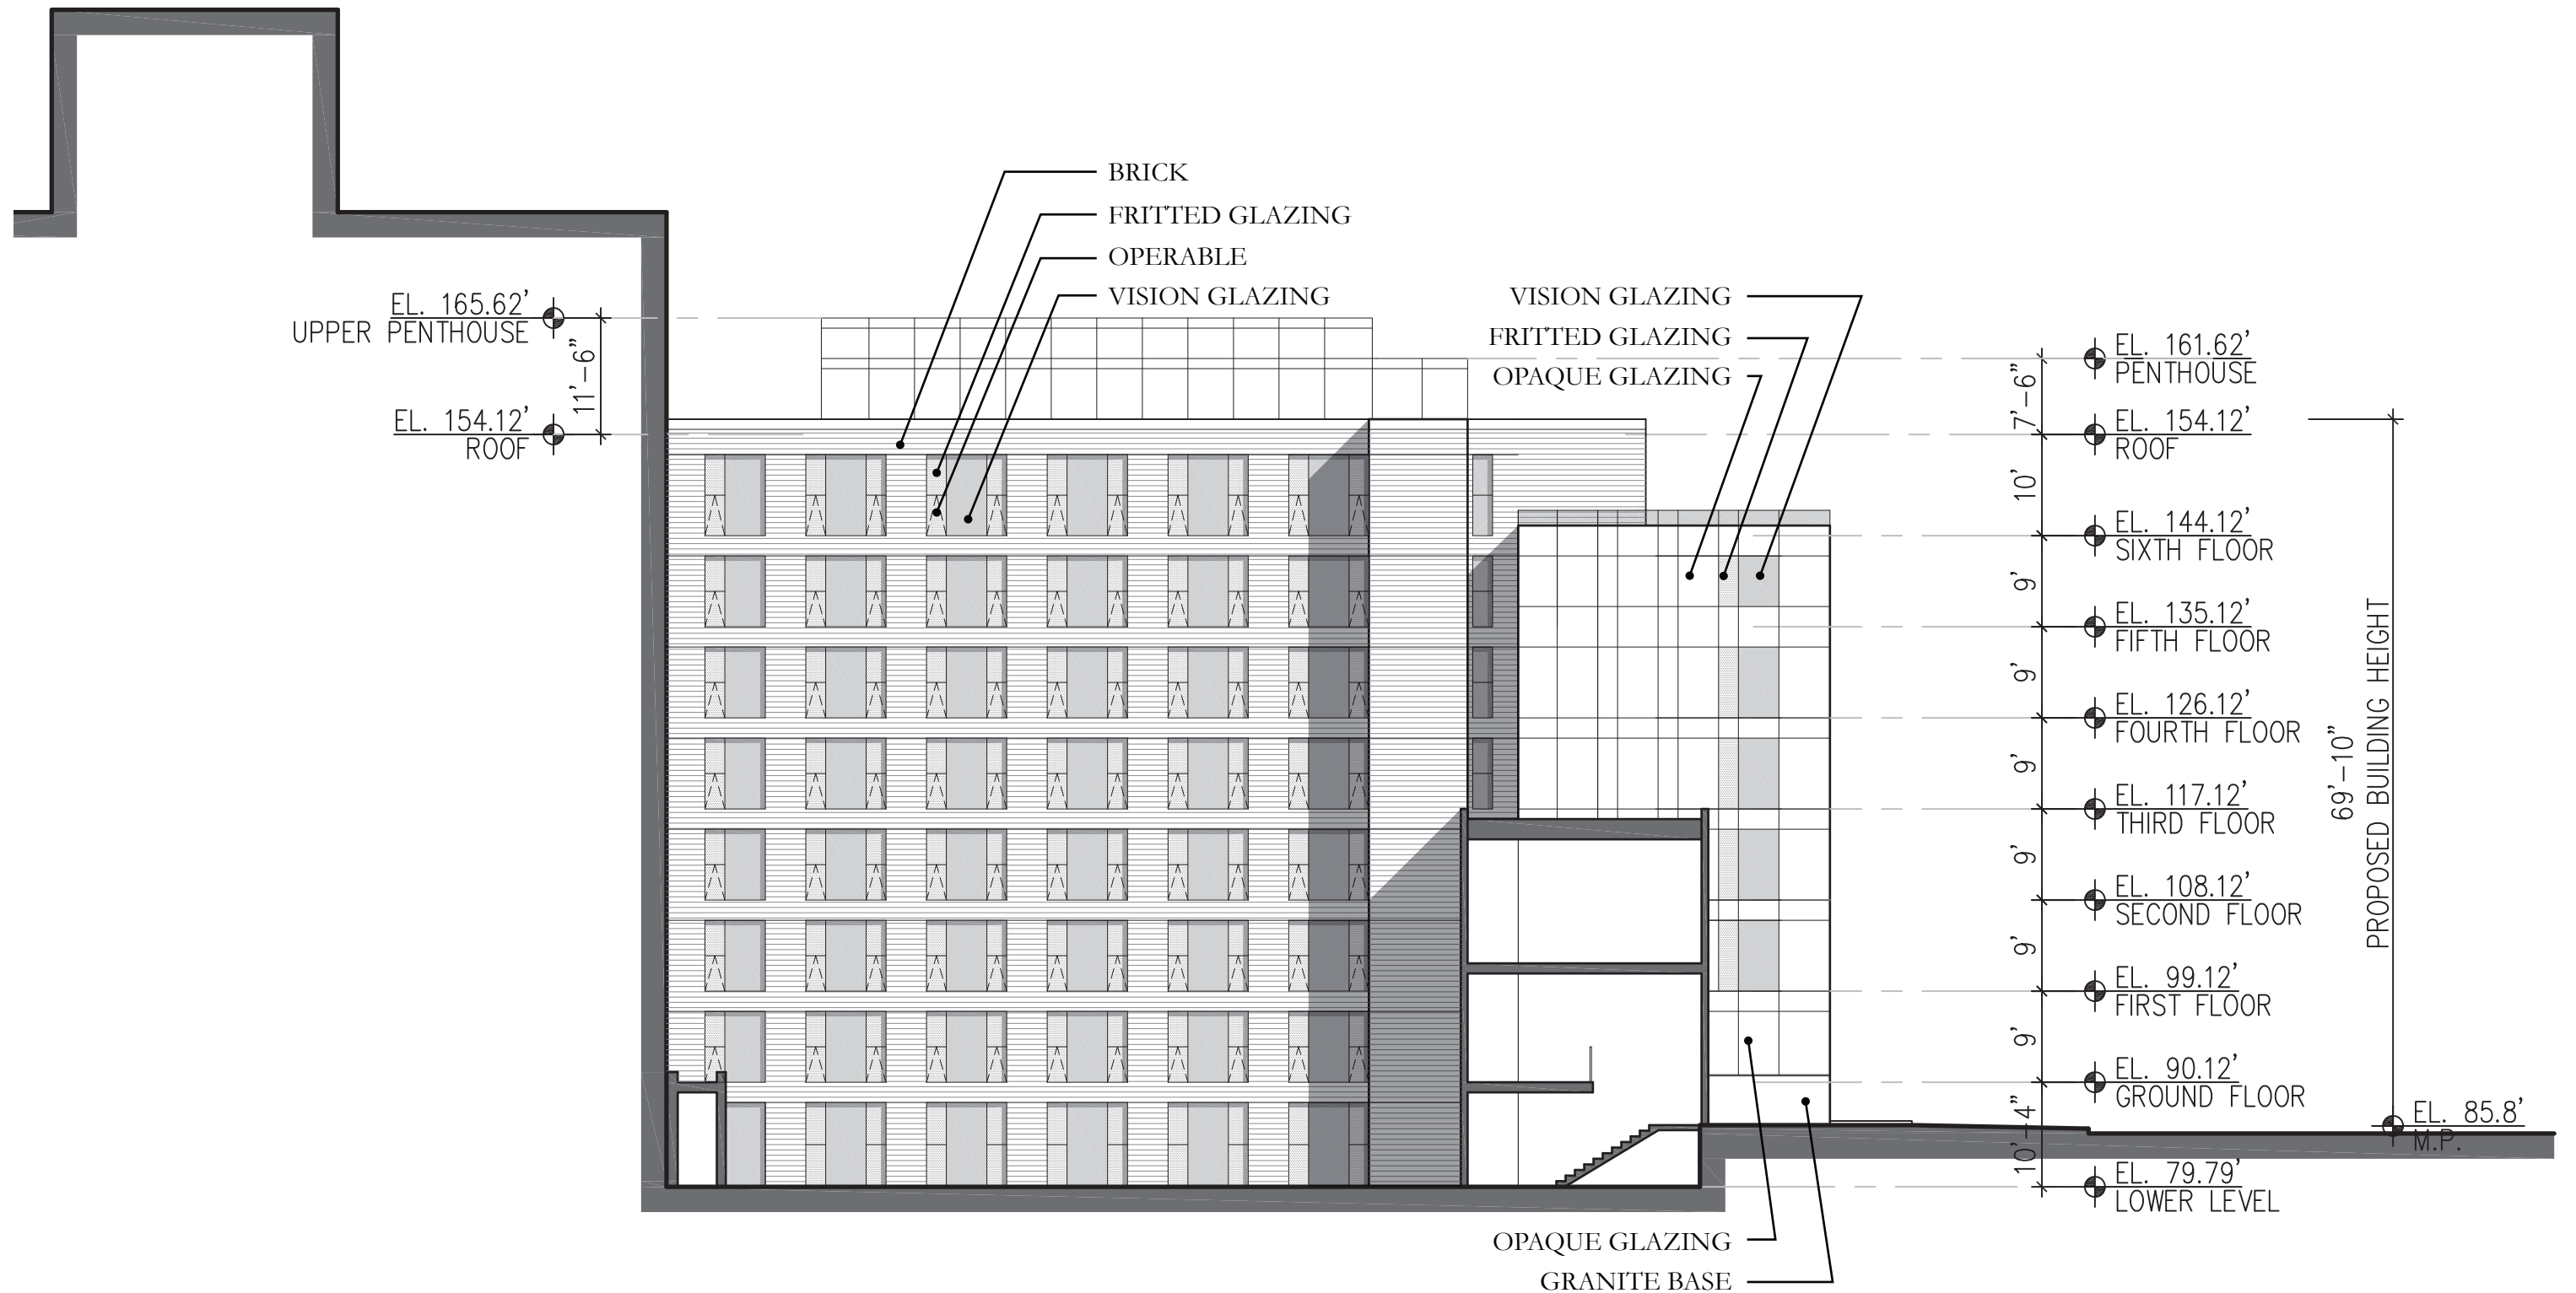 BRICK
FRITTED GLAZING
OPERABLE
VISION GLAZING
VISION GLAZING
FRITTED GLAZING
OPAQUE GLAZING
EL. 165.62'
UPPER PENTHOUSE
11'-6"
EL. 154.12'
ROOF
EL. 161.62'
PENTHOUSE
7'-6"
EL. 154.12'
ROOF
10'
EL. 144.12'
SIXTH FLOOR
9'
EL. 135.12'
FIFTH FLOOR
9'
EL. 126.12'
FOURTH FLOOR
9'
EL. 117.12'
THIRD FLOOR
9'
EL. 108.12'
SECOND FLOOR
9'
EL. 99.12'
FIRST FLOOR
9'
EL. 90.12'
GROUND FLOOR
10'-4"
EL. 79.79'
LOWER LEVEL
69'-10"
PROPOSED BUILDING HEIGHT
EL. 85.8'
M.P.
OPAQUE GLAZING
GRANITE BASE